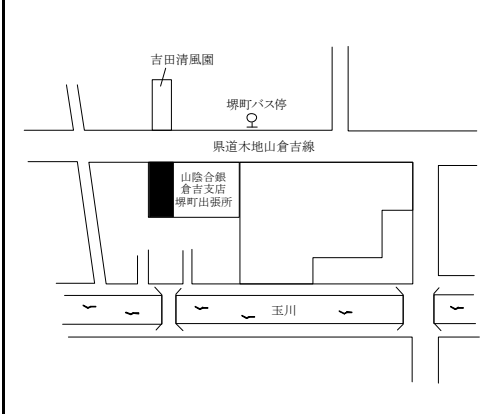 吉田清風園
堺町バス停
県道木地山倉吉線
山陰合銀
倉吉支店
堺町出張所
玉川